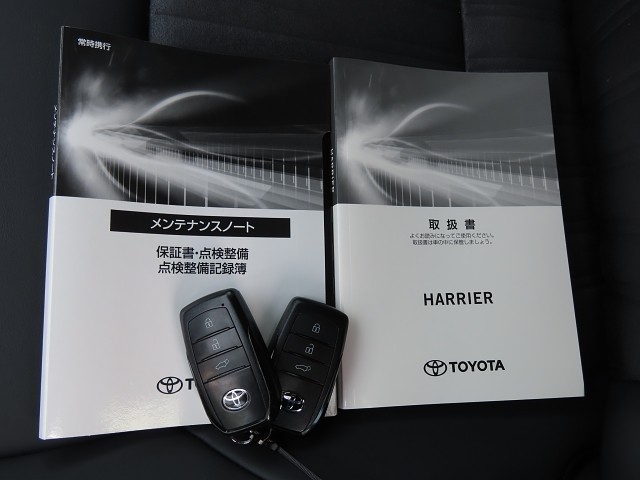 常時携行
メンテナンスノート
保証書・点検整備
点検整備記録簿
HARRIER
取扱書
よくお読みになってご使用ください。
取扱書は車の中に保管しましょう。
HARRIER
TOYOTA